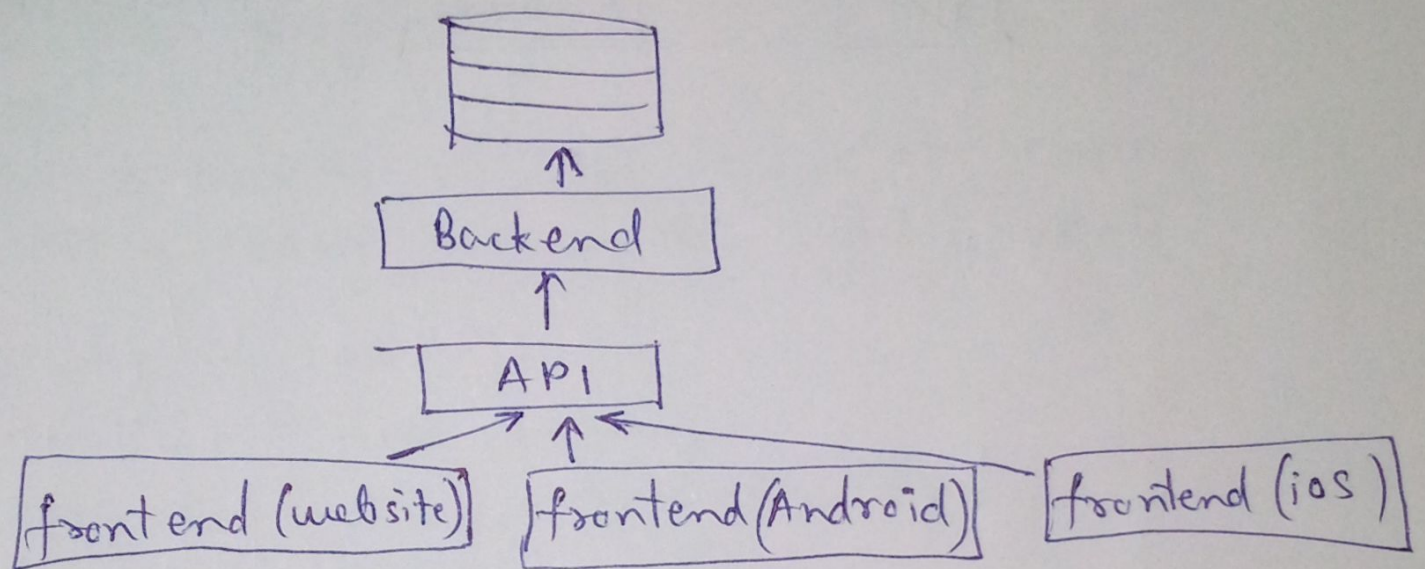 Backend
API
frontend (website)
frontend (Android)
frontend (ios)